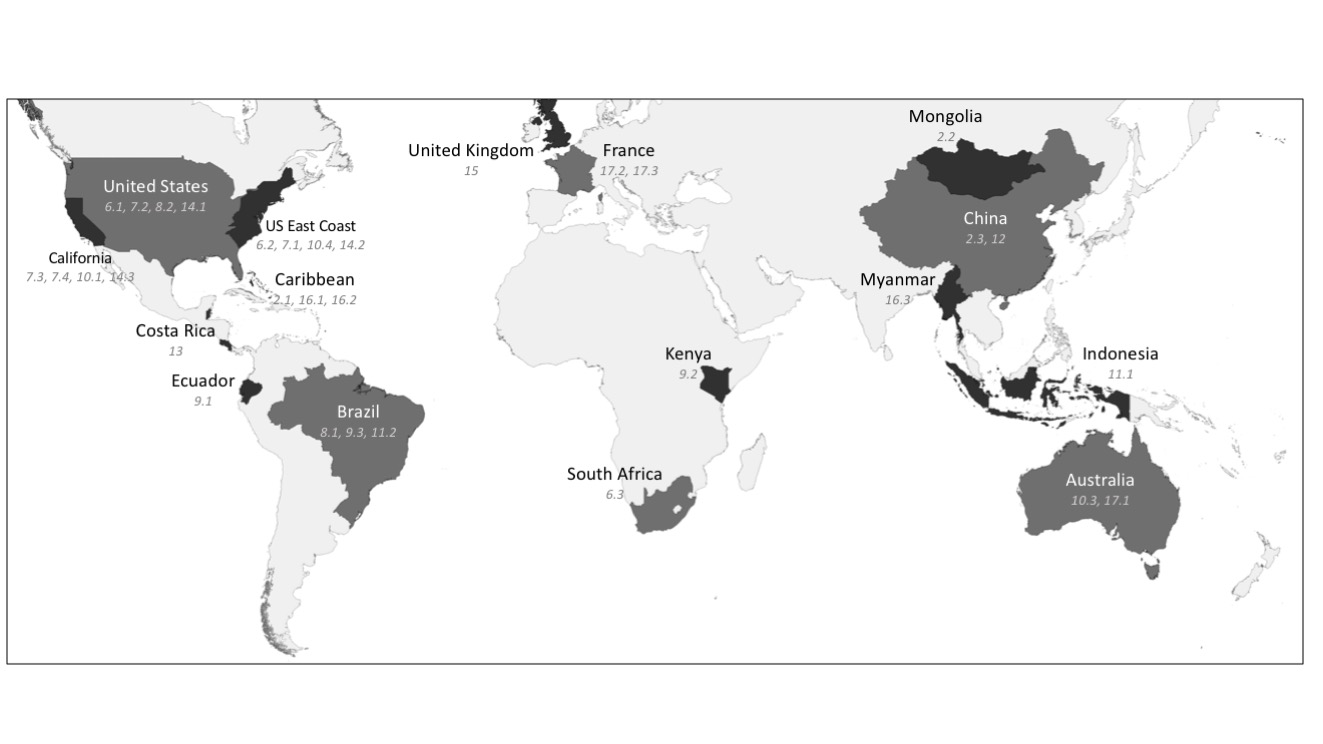 Mongolia
2.2
United Kingdom
15
France
17.2, 17.3
United States
6.1, 7.2, 8.2, 14.1
China
2.3, 12
US East Coast
6.2, 7.1, 10.4, 14.2
California
7.3, 7.4, 10.1, 14.3
Caribbean
2.1, 16.1, 16.2
Myanmar
16.3
Costa Rica
13
Kenya
9.2
Indonesia
11.1
Ecuador
9.1
Brazil
8.1, 9.3, 11.2
South Africa
6.3
Australia
10.3, 17.1